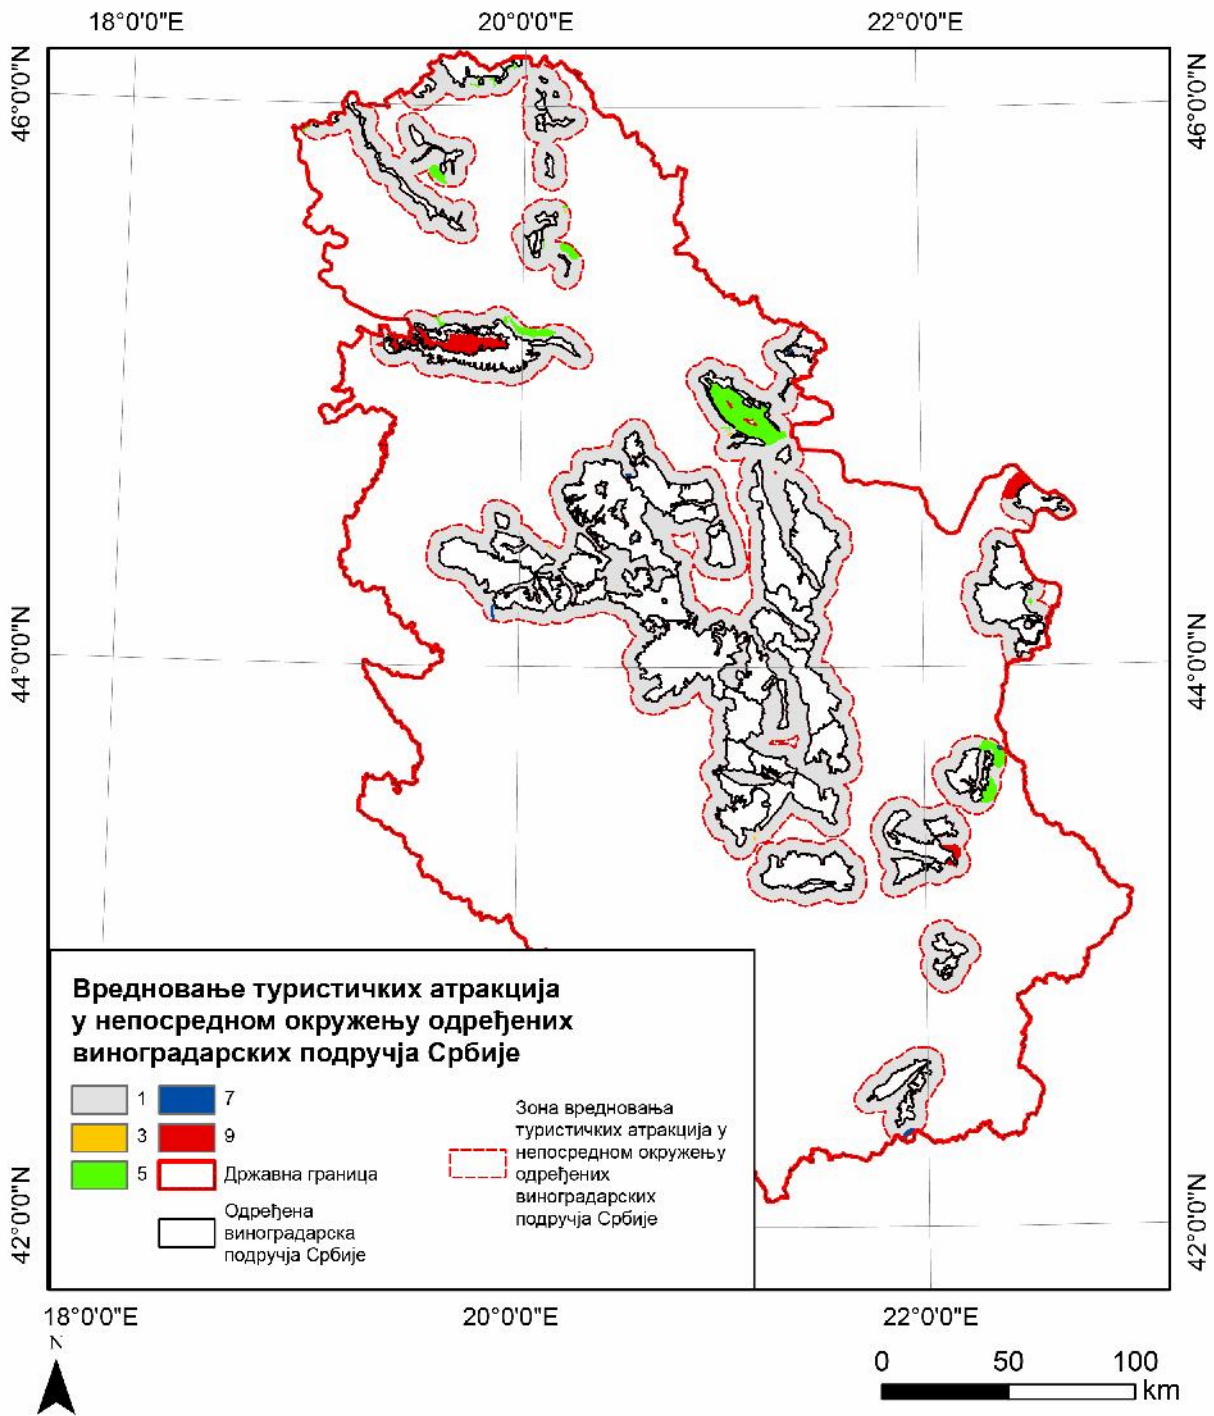 18°0'0"E 20°0'0"E 22°0'0"E
46°0'0"N 46°0'0"N
44°0'0"N 44°0'0"N
Вредновање туристичких атракција
у непосредном окружењу одређених
виноградарских подручја Србије
1 7
3 9
5 Државна граница
Одређена
виноградарска
подручја Србије
Зона вредновања
туристичких атракција у
непосредном окружењу
одређених
виноградарских
подручја Србије
42°0'0"N 42°0'0"N
18°0'0"E 20°0'0"E 22°0'0"E
N
0 50 100
km